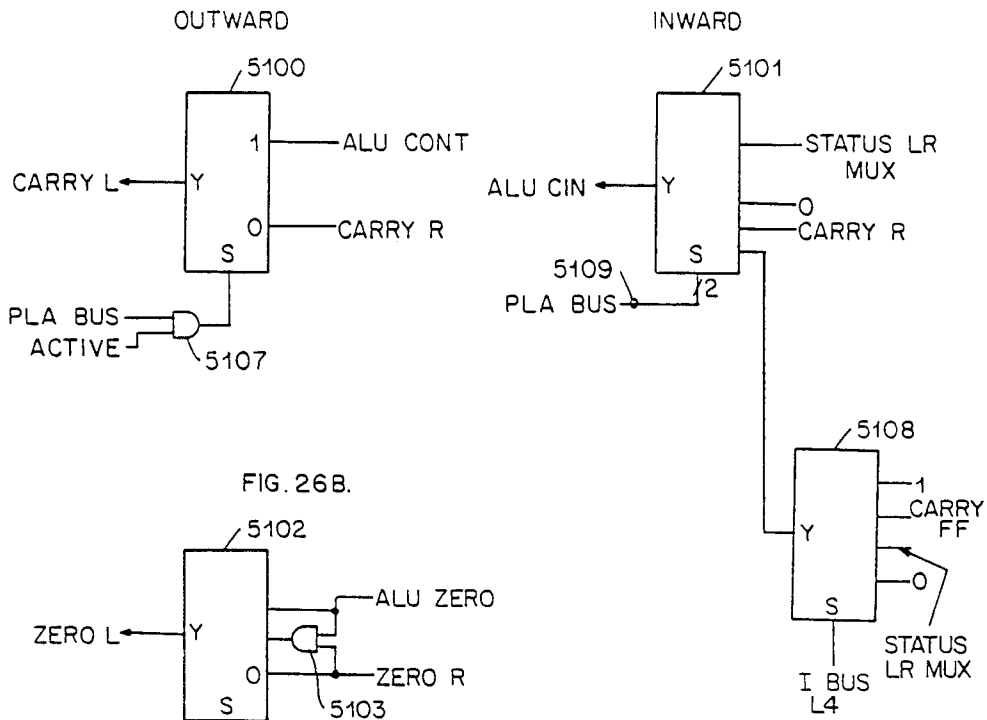 OUTWARD
5100
1
ALU CONT
CARRY L
Y
0
CARRY R
S
PLA BUS
ACTIVE
5107
INWARD
5101
STATUS LR
MUX
ALU CIN
Y
0
CARRY R
S
5109
2
PLA BUS
5108
1
CARRY
FF
Y
0
S
STATUS
LR MUX
I BUS
L4
FIG. 26B.
5102
ALU ZERO
ZERO L
Y
0
ZERO R
S
5103